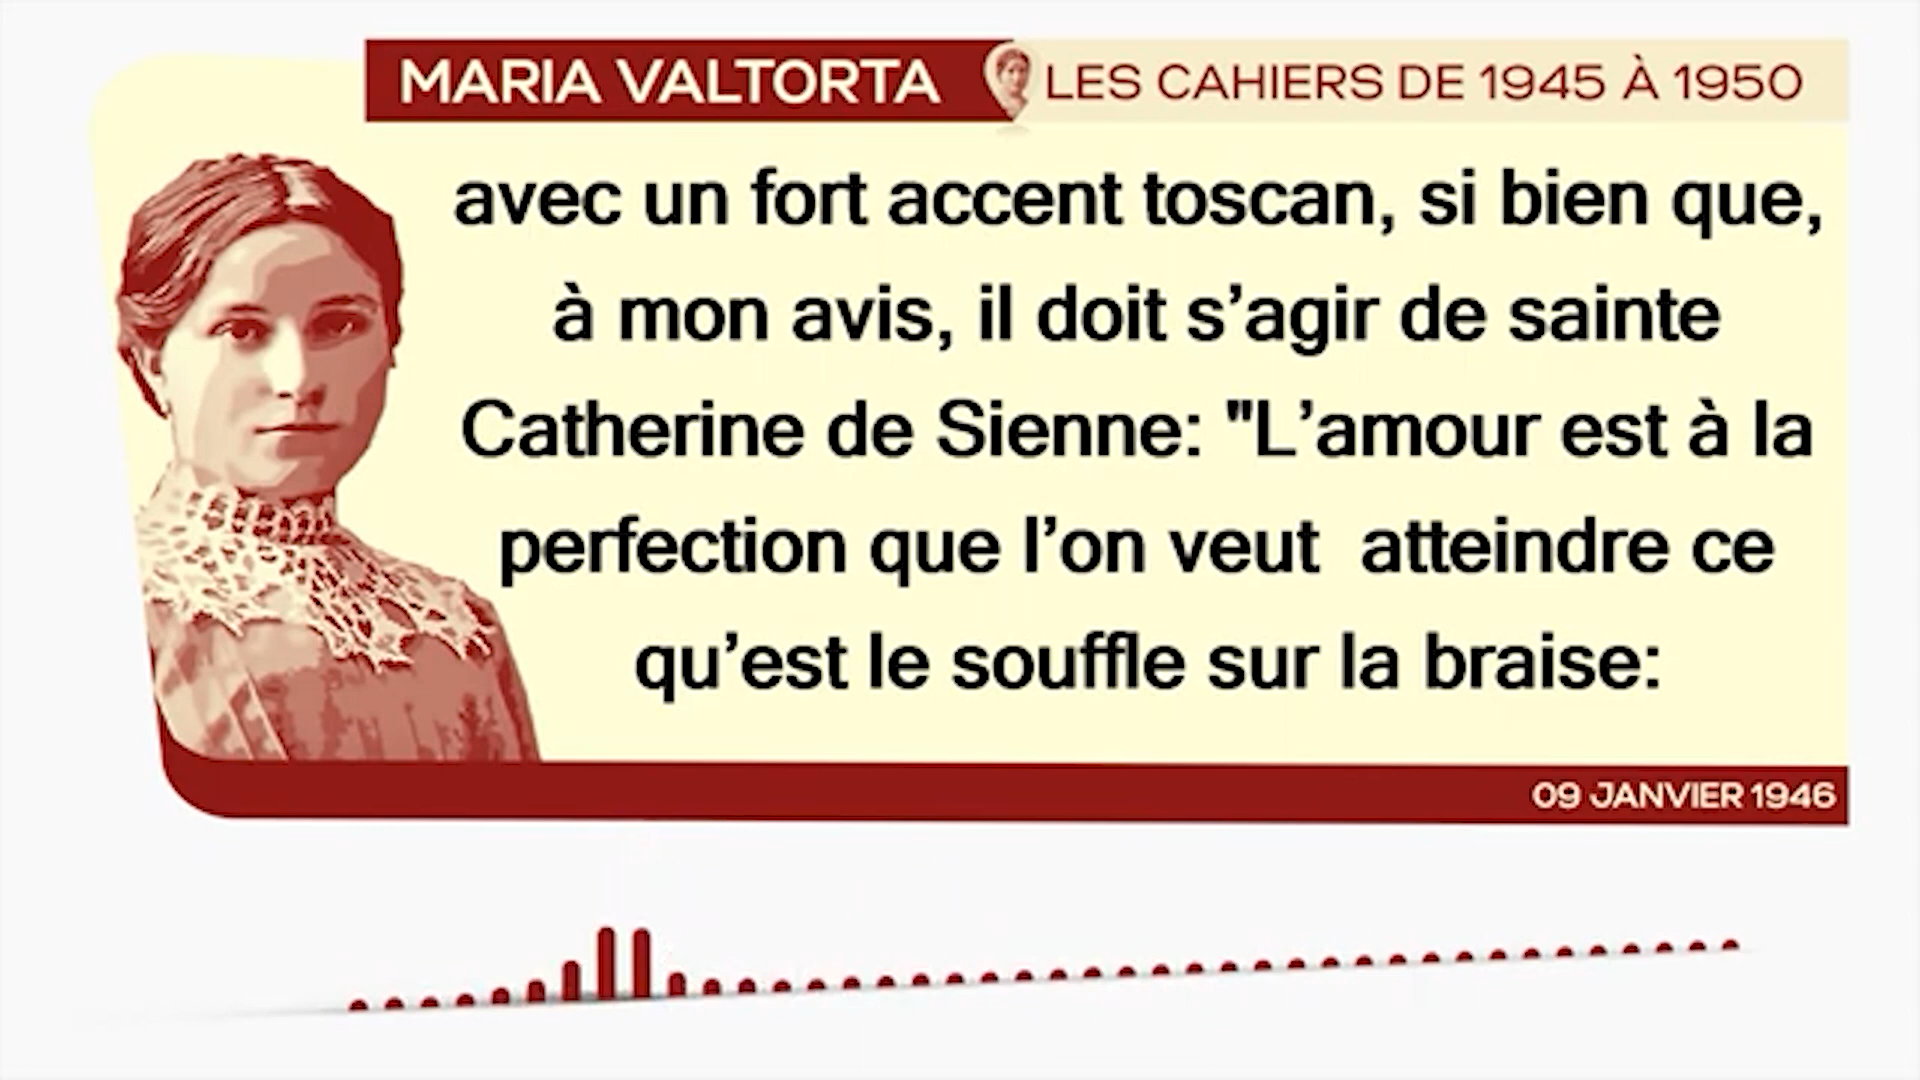 MARIA VALTORTA LES CAHIERS DE 1945 À 1950
avec un fort accent toscan, si bien que,
à mon avis, il doit s’agir de sainte
Catherine de Sienne: "L’amour est à la
perfection que l’on veut  atteindre ce
qu’est le souffle sur la braise:
09 JANVIER 1946